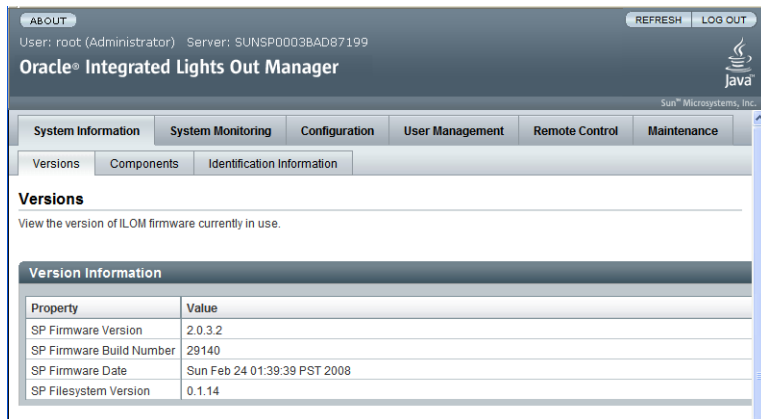 ABOUT REFRESH LOG OUT
User: root (Administrator) Server: SUNSP0003BAD87199
Oracle® Integrated Lights Out Manager
Java™
Sun™ Microsystems, Inc.
System Information System Monitoring Configuration User Management Remote Control Maintenance
Versions Components Identification Information
Versions
View the version of ILOM firmware currently in use.
Version Information
Property Value
SP Firmware Version 2.0.3.2
SP Firmware Build Number 29140
SP Firmware Date Sun Feb 24 01:39:39 PST 2008
SP Filesystem Version 0.1.14